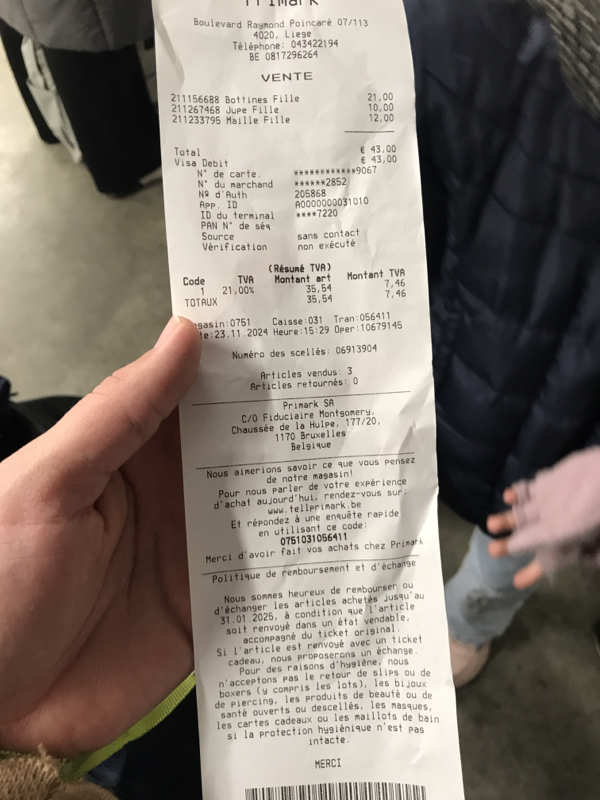 Primark
Boulevard Raymond Poincaré 07/113
4020, Liege
Téléphone: 043422194
BE 0817296264
VENTE
211156688 Bottines Fille 21,00
211267468 Jupe Fille 10,00
211233795 Maille Fille 12,00
Total € 43,00
Visa Debit € 43,00
N° de carte. ************9067
N° du marchand ******2852
Nº d'Auth 205868
App. ID A0000000031010
ID du terminal ****7220
PAN N° de séq
Source sans contact
Vérification non exécuté
(Résumé TVA)
Code TVA Montant art Montant TVA
1 21,00% 35,54 7,46
TOTAUX 35,54 7,46
gasin:0751 Caisse:031 Tran:056411
te:23.11.2024 Heure:15:29 Oper:10679145
Numéro des scellés: 06913904
Articles vendus: 3
Articles retournés: 0
Primark SA
C/O Fiduciaire Montgomery,
Chaussée de la Hulpe, 177/20,
1170 Bruxelles
Belgique
Nous aimerions savoir ce que vous pensez
de notre magasin!
Pour nous parler de votre expérience
d'achat aujourd'hui, rendez-vous sur:
www.tellprimark.be
Et répondez à une enquête rapide
en utilisant ce code:
0751031056411
Merci d'avoir fait vos achats chez Primark
Politique de remboursement et d'échange
Nous sommes heureux de rembourser ou
d'échanger les articles achetés jusqu'au
31.01.2025, à condition que l'article
soit renvoyé dans un état vendable,
accompagné du ticket original.
Si l'article est renvoyé avec un ticket
cadeau, nous proposerons un échange.
Pour des raisons d'hygiène, nous
n'acceptons pas le retour de slips ou de
boxers (y compris les lots), les bijoux
de piercing, les produits de beauté ou de
santé ouverts ou descellés, les masques,
les cartes cadeaux ou les maillots de bain
si la protection hygiénique n'est pas
intacte.
MERCI